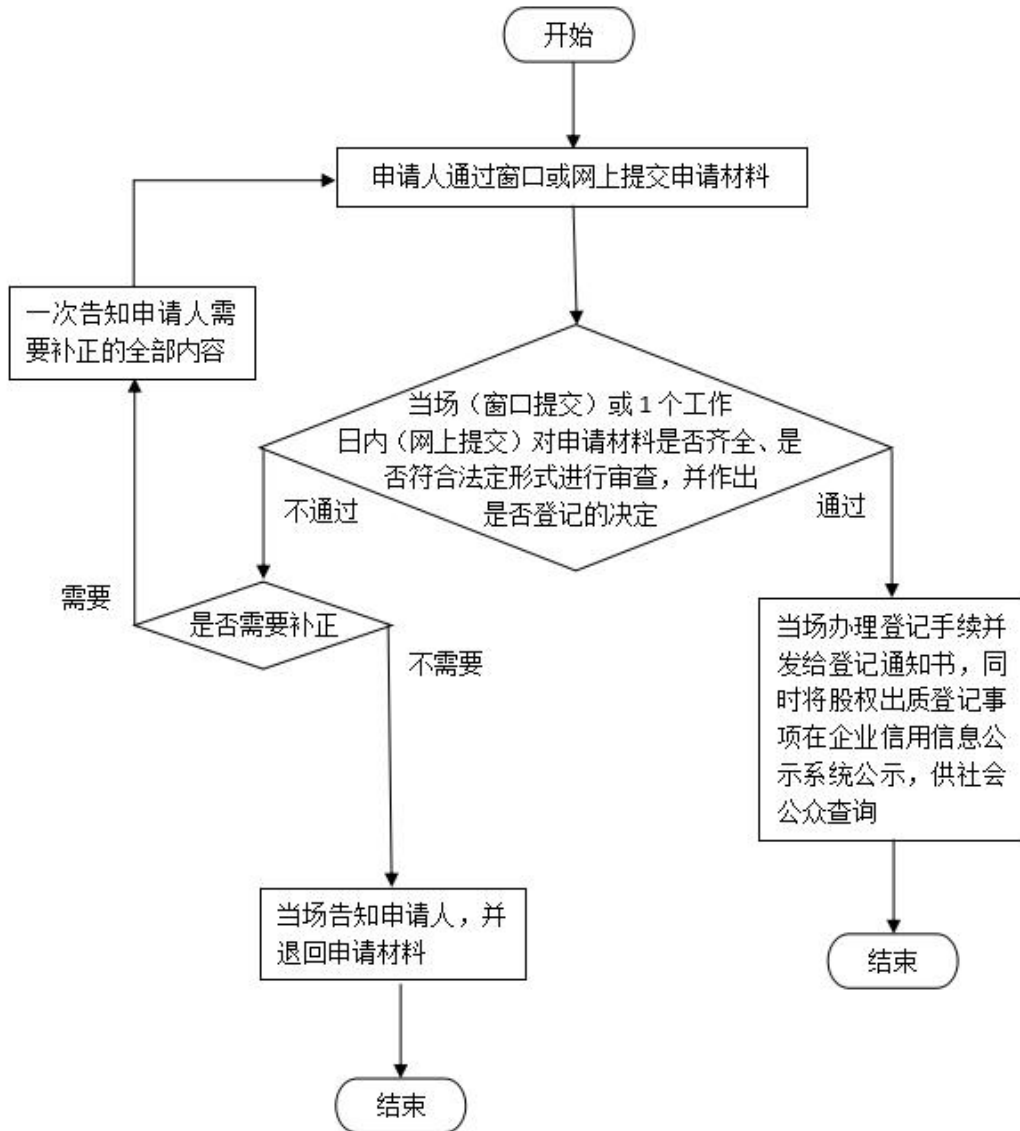 开始
申请人通过窗口或网上提交申请材料
一次告知申请人需
要补正的全部内容
当场（窗口提交）或1个工作
日内（网上提交）对申请材料是否齐全、是
否符合法定形式进行审查，并作出
是否登记的决定
不通过
通过
需要
是否需要补正
不需要
当场办理登记手续并
发给登记通知书，同
时将股权出质登记事
项在企业信用信息公
示系统公示，供社会
公众查询
当场告知申请人，并
退回申请材料
结束
结束